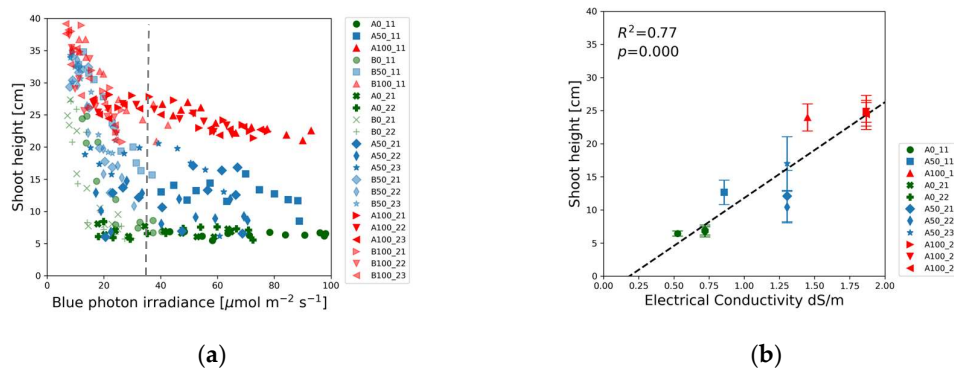 40
35
30
25
20
15
10
5
0
Shoot height [cm]
0 20 40 60 80 100
Blue photon irradiance [μmol m⁻² s⁻¹]
A0_11
A50_11
A100_11
B0_11
B50_11
B100_11
A0_21
A0_22
B0_21
B0_22
A50_21
A50_22
A50_23
B50_21
B50_22
B50_23
A100_21
A100_22
A100_23
B100_21
B100_22
B100_23
(a)
R²=0.77
p=0.000
40
35
30
25
20
15
10
5
0
Shoot height [cm]
0.00 0.25 0.50 0.75 1.00 1.25 1.50 1.75 2.00
Electrical Conductivity dS/m
A0_11
A50_11
A100_1
A0_21
A0_22
A50_21
A50_22
A50_23
A100_2
A100_2
A100_2
(b)